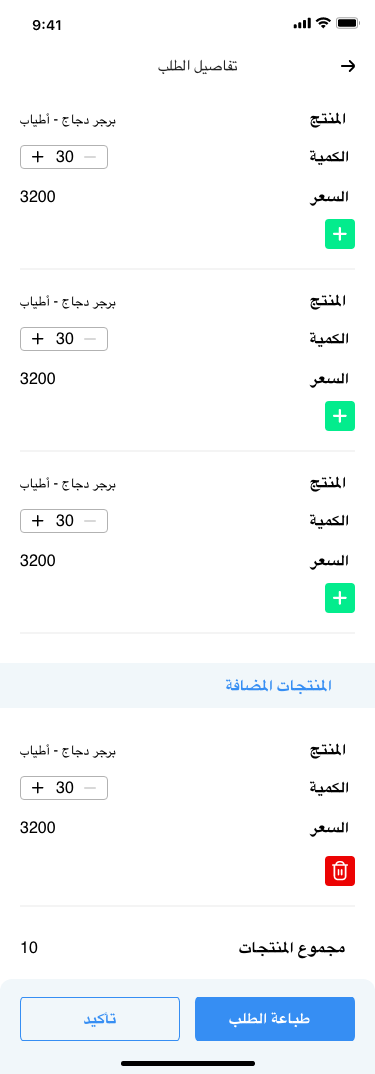 9:41
تفاصيل الطلب
المنتج برجر دجاج - أطياب
الكمية + 30 −
السعر 3200
+
المنتج برجر دجاج - أطياب
الكمية + 30 −
السعر 3200
+
المنتج برجر دجاج - أطياب
الكمية + 30 −
السعر 3200
+
المنتجات المضافة
المنتج برجر دجاج - أطياب
الكمية + 30 −
السعر 3200
مجموع المنتجات 10
طباعة الطلب تأكيد